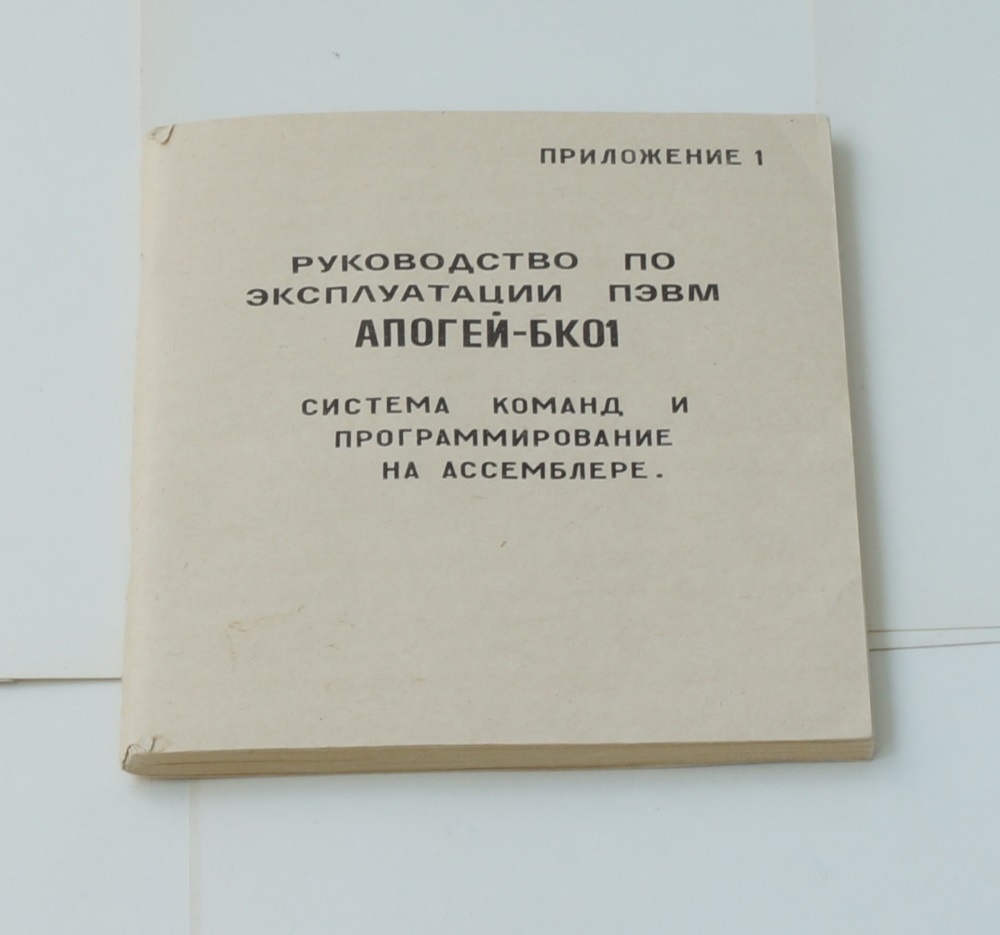 ПРИЛОЖЕНИЕ 1
РУКОВОДСТВО ПО
ЭКСПЛУАТАЦИИ ПЭВМ
АПОГЕЙ-БК01
СИСТЕМА КОМАНД И
ПРОГРАММИРОВАНИЕ
НА АССЕМБЛЕРЕ.